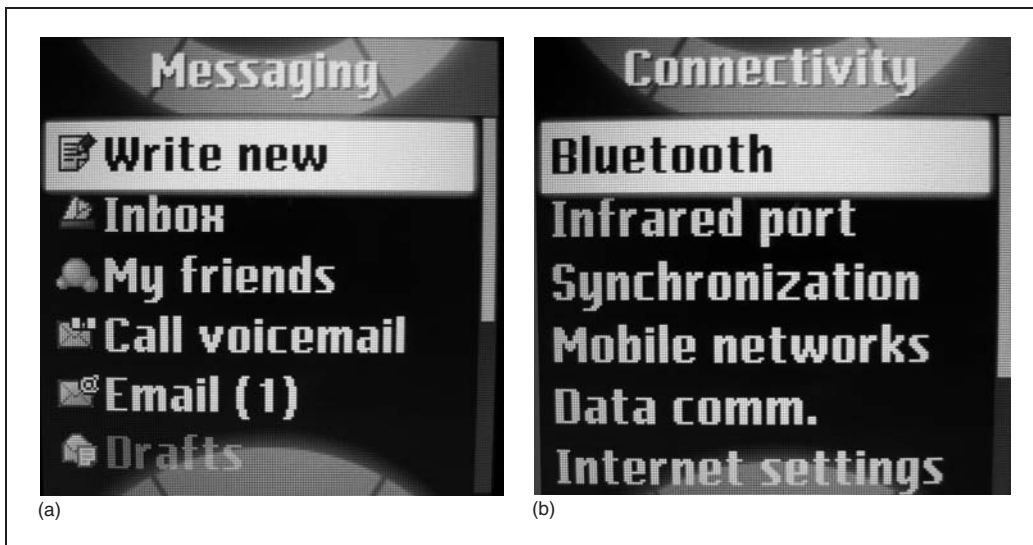 Messaging
Write new
Inbox
My friends
Call voicemail
Email (1)
Drafts
(a)
Connectivity
Bluetooth
Infrared port
Synchronization
Mobile networks
Data comm.
Internet settings
(b)